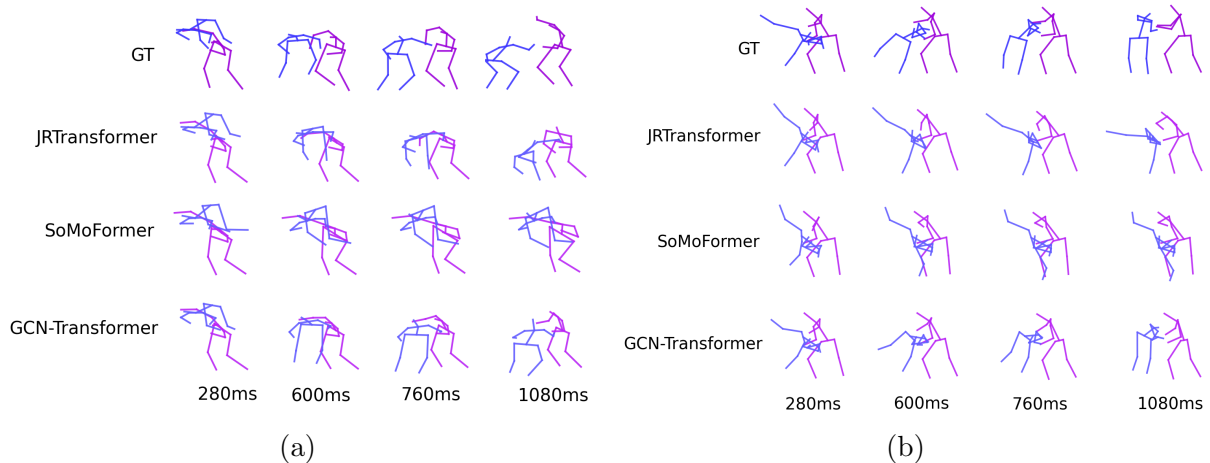 GT
JRTransformer
SoMoFormer
GCN-Transformer
280ms 600ms 760ms 1080ms
(a)
GT
JRTransformer
SoMoFormer
GCN-Transformer
280ms 600ms 760ms 1080ms
(b)